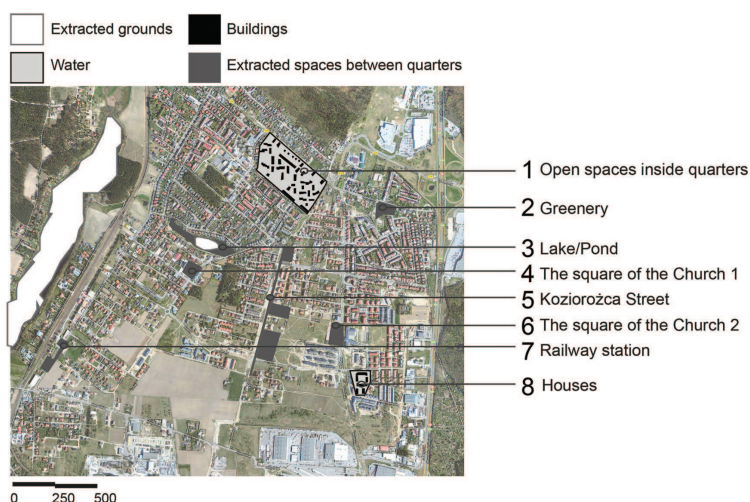 Extracted grounds
Buildings
Water
Extracted spaces between quarters
1 Open spaces inside quarters
2 Greenery
3 Lake/Pond
4 The square of the Church 1
5 Koziorożca Street
6 The square of the Church 2
7 Railway station
8 Houses
0 250 500